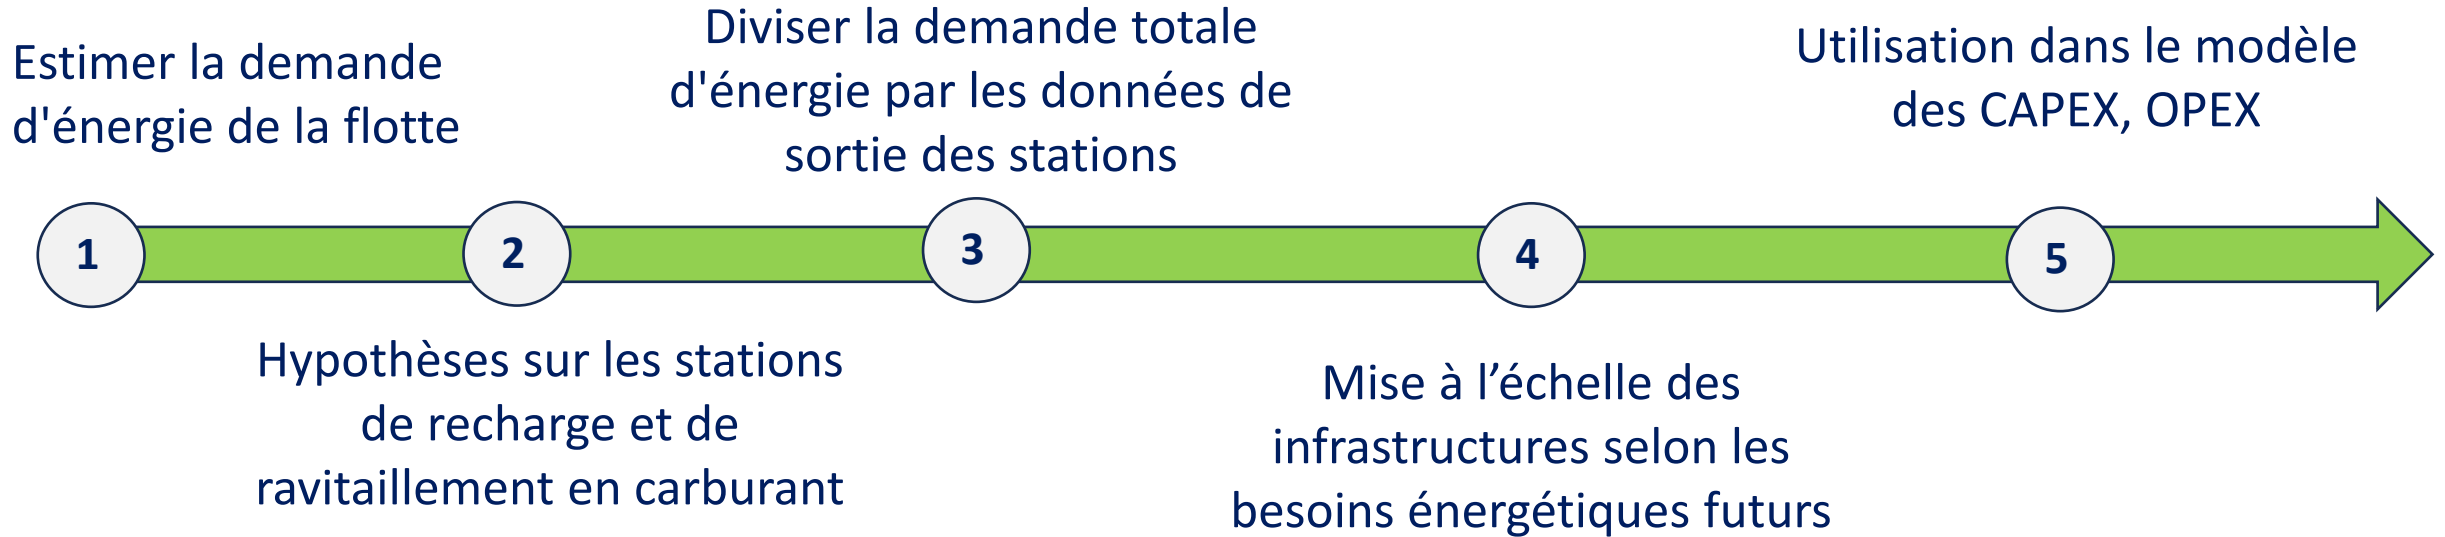 Estimer la demande
d'énergie de la flotte
Diviser la demande totale
d'énergie par les données de
sortie des stations
Utilisation dans le modèle
des CAPEX, OPEX
1
2
3
4
5
Hypothèses sur les stations
de recharge et de
ravitaillement en carburant
Mise à l’échelle des
infrastructures selon les
besoins énergétiques futurs